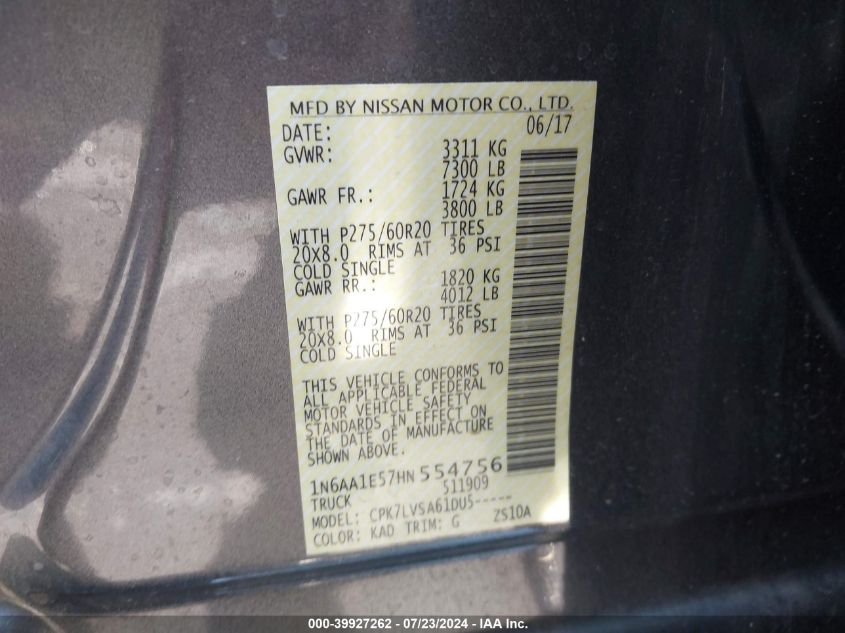 MFD BY NISSAN MOTOR CO., LTD.
DATE: 06/17
GVWR: 3311 KG
7300 LB
GAWR FR.: 1724 KG
3800 LB
WITH P275/60R20 TIRES
20X8.0 RIMS AT 36 PSI
COLD SINGLE
GAWR RR.: 1820 KG
4012 LB
WITH P275/60R20 TIRES
20X8.0 RIMS AT 36 PSI
COLD SINGLE
THIS VEHICLE CONFORMS TO
ALL APPLICABLE FEDERAL
MOTOR VEHICLE SAFETY
STANDARDS IN EFFECT ON
THE DATE OF MANUFACTURE
SHOWN ABOVE.
1N6AA1E57HN554756
TRUCK 511909
MODEL: CPK7LVSA61DU5-----
COLOR: KAD TRIM: G ZS10A
000-39927262 - 07/23/2024 - IAA Inc.